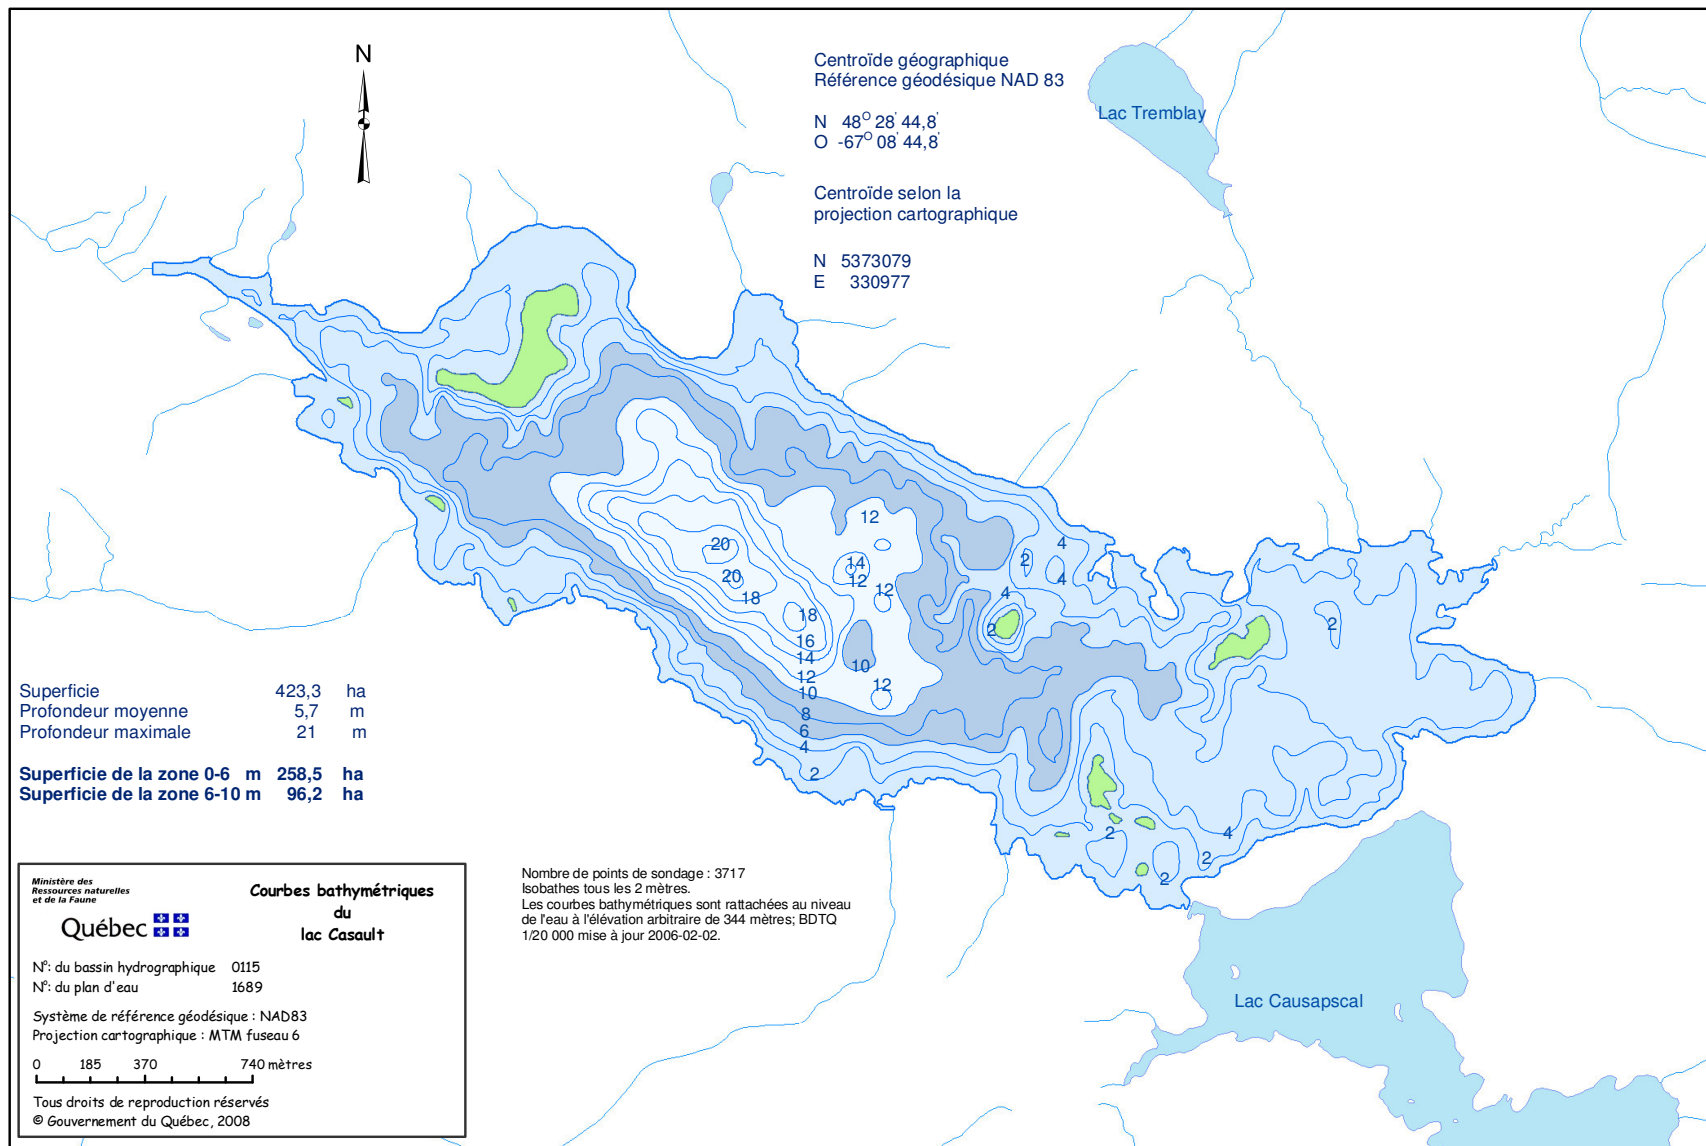 N
Centroïde géographique
Référence géodésique NAD 83
N 48° 28' 44,8'
O -67° 08' 44,8'
Centroïde selon la
projection cartographique
N 5373079
E 330977
Lac Tremblay
12
20
14
12
20
12
18
18
16
14
12
10
8
6
4
2
10
12
4
2
4
4
2
2
2
4
2
2
Superficie 423,3 ha
Profondeur moyenne 5,7 m
Profondeur maximale 21 m
Superficie de la zone 0-6 m 258,5 ha
Superficie de la zone 6-10 m 96,2 ha
Nombre de points de sondage : 3717
Isobathes tous les 2 mètres.
Les courbes bathymétriques sont rattachées au niveau
de l'eau à l'élévation arbitraire de 344 mètres; BDTQ
1/20 000 mise à jour 2006-02-02.
Ministère des
Ressources naturelles
et de la Faune
Québec
Courbes bathymétriques
du
lac Casault
N°: du bassin hydrographique 0115
N°: du plan d'eau 1689
Système de référence géodésique : NAD83
Projection cartographique : MTM fuseau 6
0 185 370 740 mètres
Tous droits de reproduction réservés
© Gouvernement du Québec, 2008
Lac Causapscal